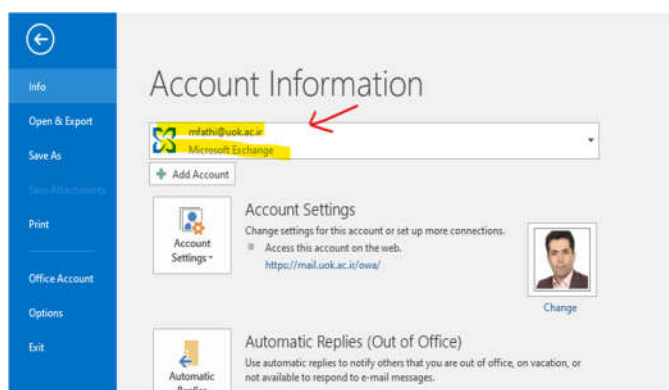 Info
Open & Export
Save As
Save Attachments
Print
Office Account
Options
Exit
Account Information
mfathi@uok.ac.ir
Microsoft Exchange
Add Account
Account
Settings
Account Settings
Change settings for this account or set up more connections.
Access this account on the web.
https://mail.uok.ac.ir/owa/
Change
Automatic
Replies
Automatic Replies (Out of Office)
Use automatic replies to notify others that you are out of office, on vacation, or
not available to respond to e-mail messages.